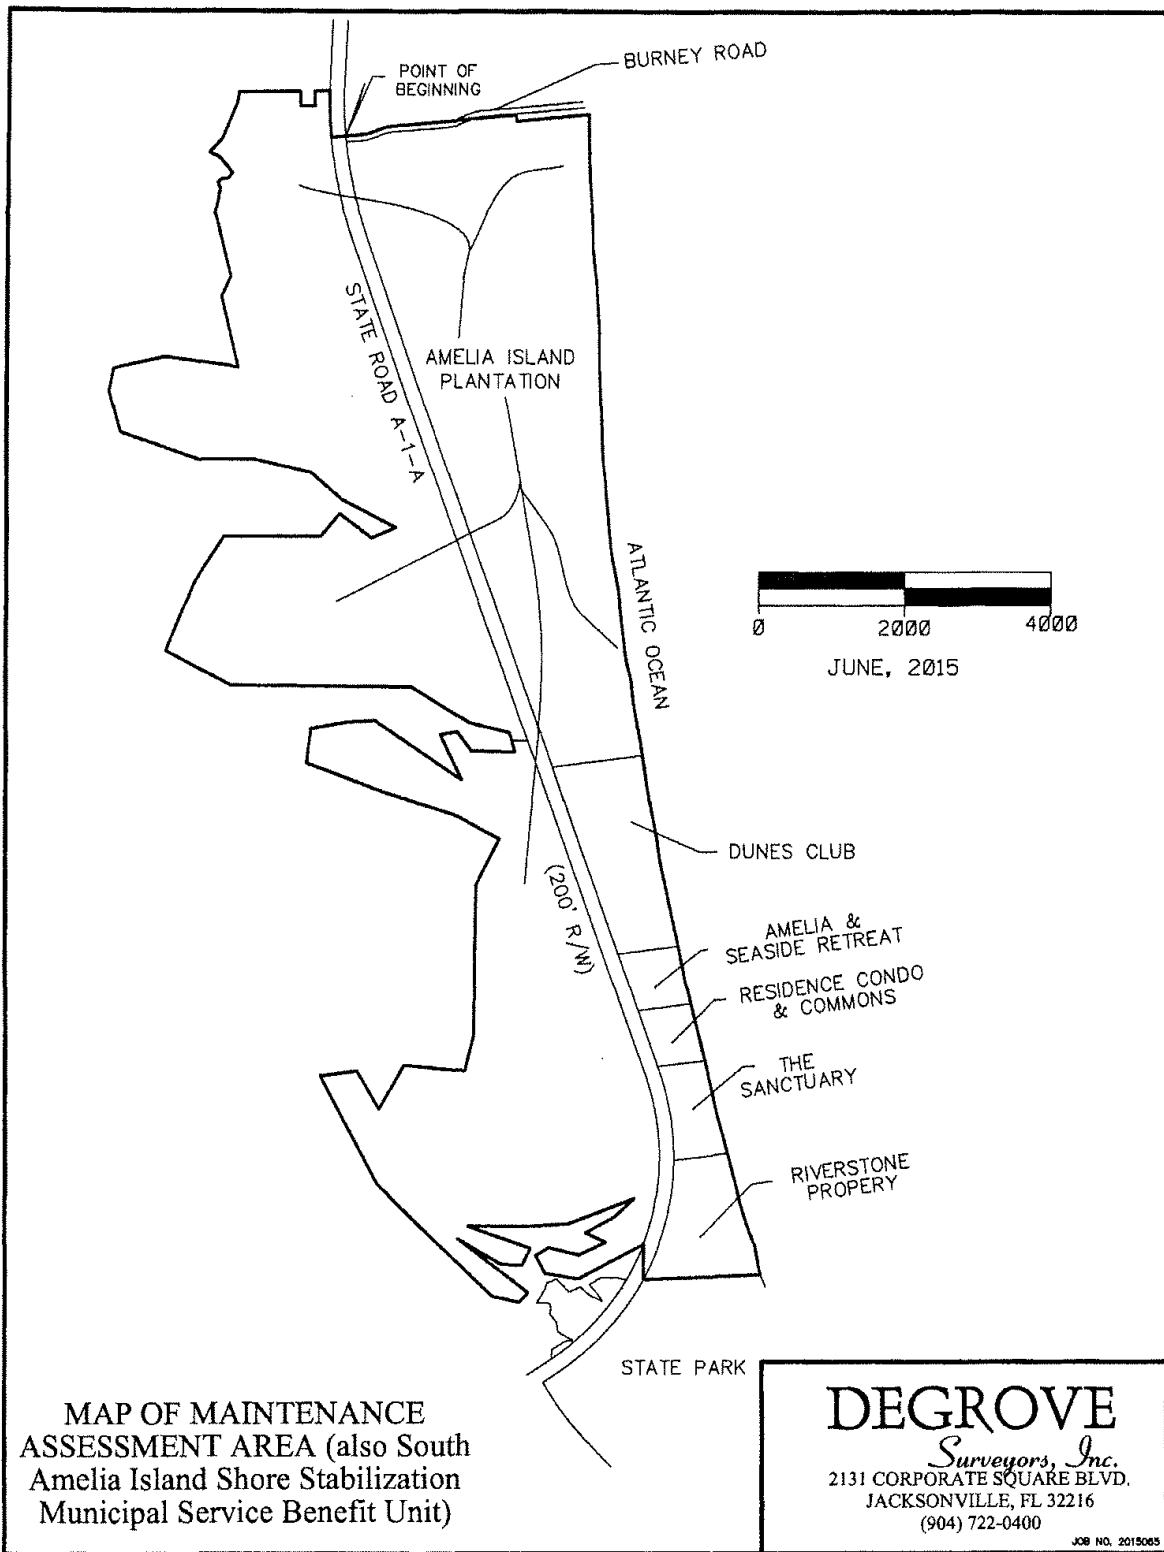 BURNEY ROAD
POINT OF
BEGINNING
STATE ROAD A-1-A
AMELIA ISLAND
PLANTATION
ATLANTIC OCEAN
0 2000 4000
JUNE, 2015
DUNES CLUB
(200' R/W)
AMELIA &
SEASIDE RETREAT
RESIDENCE CONDO
& COMMONS
THE
SANCTUARY
RIVERSTONE
PROPERY
STATE PARK
MAP OF MAINTENANCE
ASSESSMENT AREA (also South
Amelia Island Shore Stabilization
Municipal Service Benefit Unit)
DEGROVE
Surveyors, Inc.
2131 CORPORATE SQUARE BLVD.
JACKSONVILLE, FL 32216
(904) 722-0400
JOB NO. 2015065